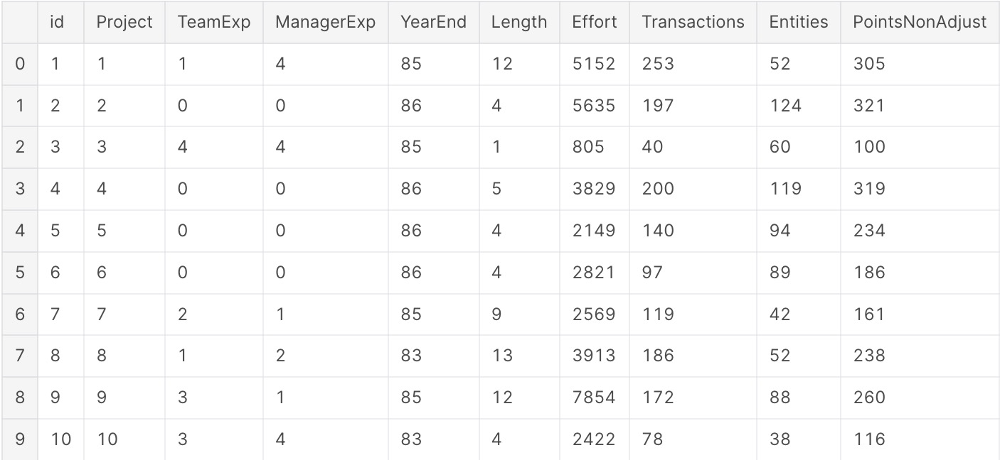 id Project TeamExp ManagerExp YearEnd Length Effort Transactions Entities PointsNonAdjust
0 1 1 1 4 85 12 5152 253 52 305
1 2 2 0 0 86 4 5635 197 124 321
2 3 3 4 4 85 1 805 40 60 100
3 4 4 0 0 86 5 3829 200 119 319
4 5 5 0 0 86 4 2149 140 94 234
5 6 6 0 0 86 4 2821 97 89 186
6 7 7 2 1 85 9 2569 119 42 161
7 8 8 1 2 83 13 3913 186 52 238
8 9 9 3 1 85 12 7854 172 88 260
9 10 10 3 4 83 4 2422 78 38 116